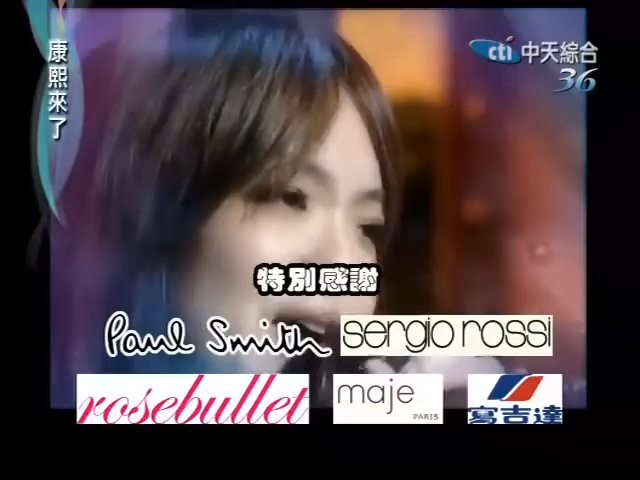 康熙來了
cti 中天綜合
36
特別感謝
Paul Smith
sergio rossi
rosebullet
maje
PARIS
寫吉達